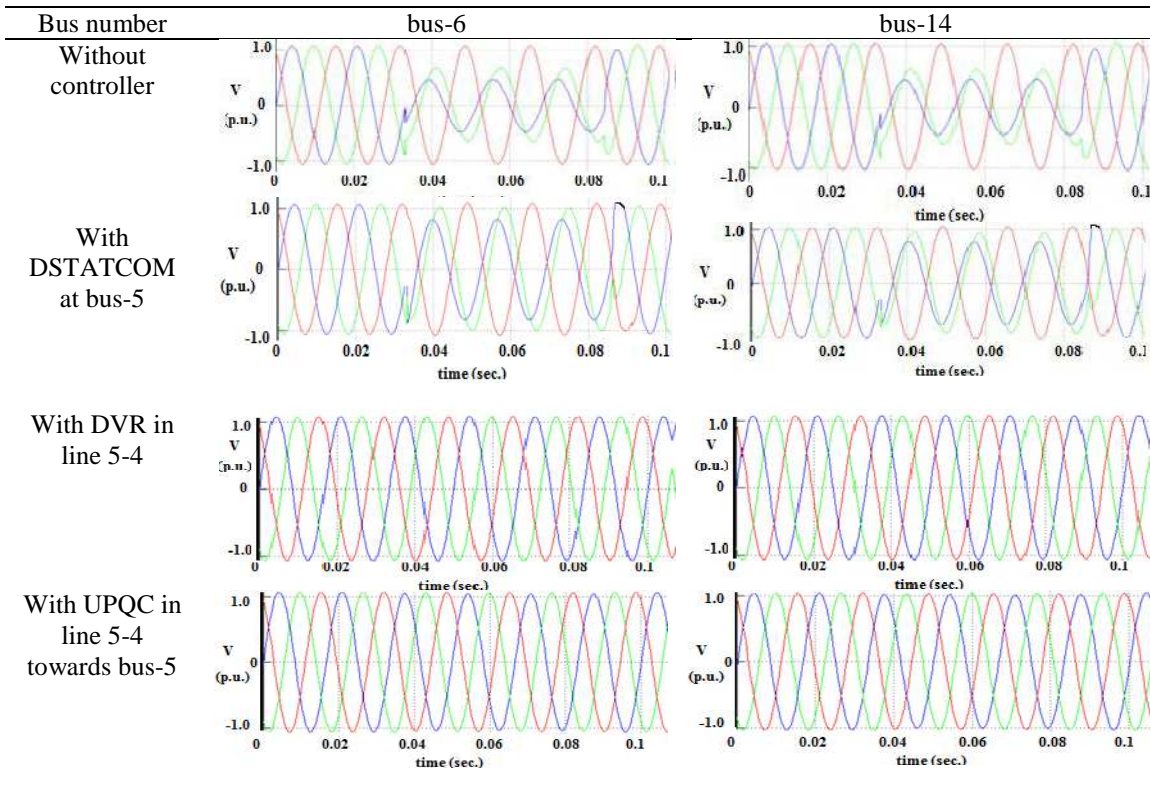 Bus number bus-6 bus-14
Without
controller
1.0
V
0
(p.u.)
-1.0
0 0.02 0.04 0.06 0.08 0.1
1.0
V
0
(p.u.)
-1.0
0 0.02 0.04 0.06 0.08 0.1
time (sec.)
With
DSTATCOM
at bus-5
1.0
V
0
(p.u.)
-1.0
0 0.02 0.04 0.06 0.08 0.1
time (sec.)
1.0
V
0
(p.u.)
-1.0
0 0.02 0.04 0.06 0.08 0.1
time (sec.)
With DVR in
line 5-4
1.0
V
(p.u.)
0
-1.0
0 0.02 0.04 0.06 0.08 0.1
time (sec.)
1.0
V
(p.u.)
0
-1.0
0 0.02 0.04 0.06 0.08 0.1
time (sec.)
With UPQC in
line 5-4
towards bus-5
1.0
V
0
(p.u.)
-1.0
0 0.02 0.04 0.06 0.08 0.1
time (sec.)
1.0
V
0
(p.u.)
-1.0
0 0.02 0.04 0.06 0.08 0.1
time (sec.)